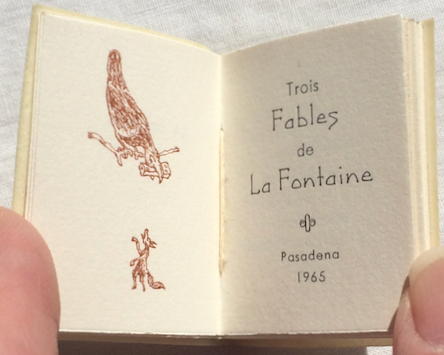 Trois
Fables
de
La Fontaine
Pasadena
1965